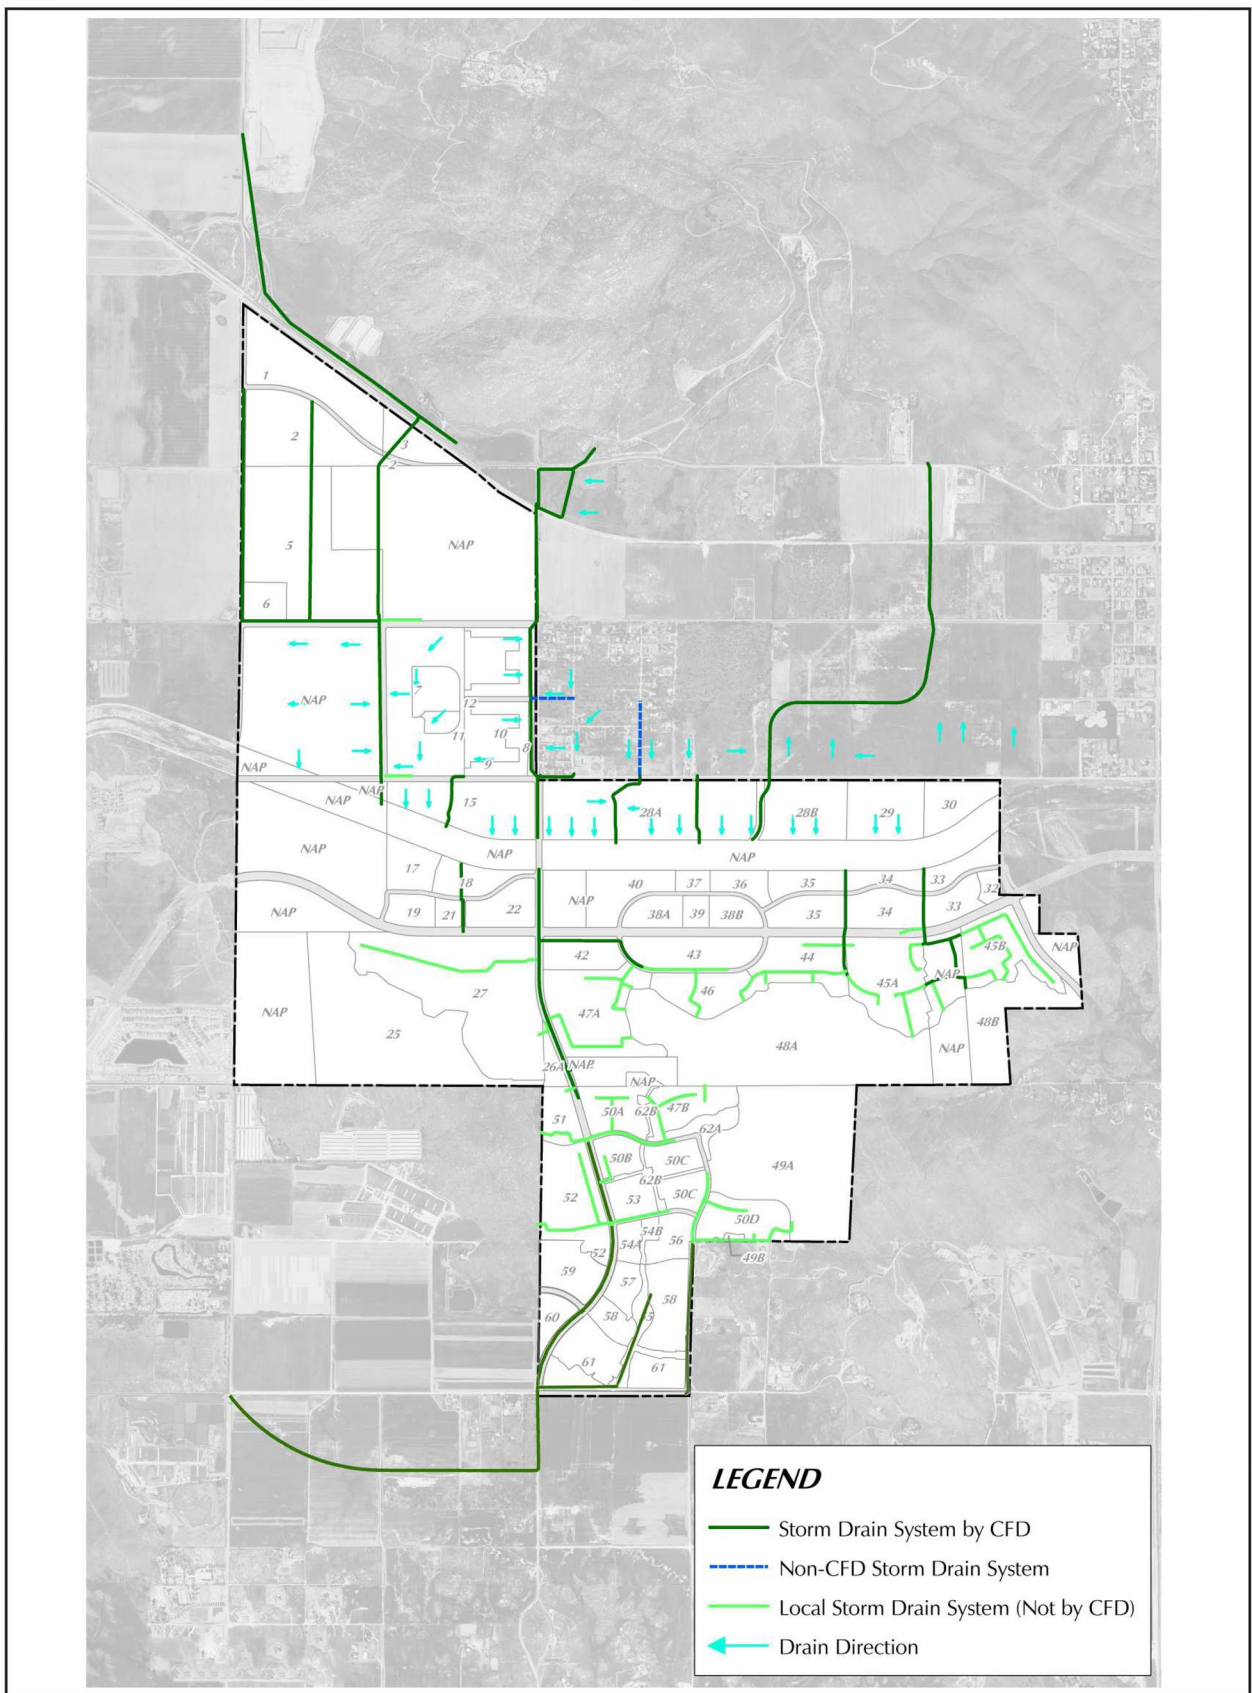 1
2
3
2
5
NAP
6
NAP
7
12
11
10
8
9
NAP
NAP
NAP
15
28A
28B
29
30
NAP
NAP
NAP
17
18
40
37
36
35
34
33
32
NAP
19
21
22
NAP
38A
39
38B
35
34
33
42
43
44
45B
NAP
27
46
45A
NAP
NAP
25
47A
48A
48B
NAP
26A
NAP
NAP
51
50A
62B
47B
62A
50B
50C
49A
62B
52
53
50C
50D
54B
54A
56
52
49B
59
57
58
60
58
61
61
LEGEND
Storm Drain System by CFD
Non-CFD Storm Drain System
Local Storm Drain System (Not by CFD)
Drain Direction